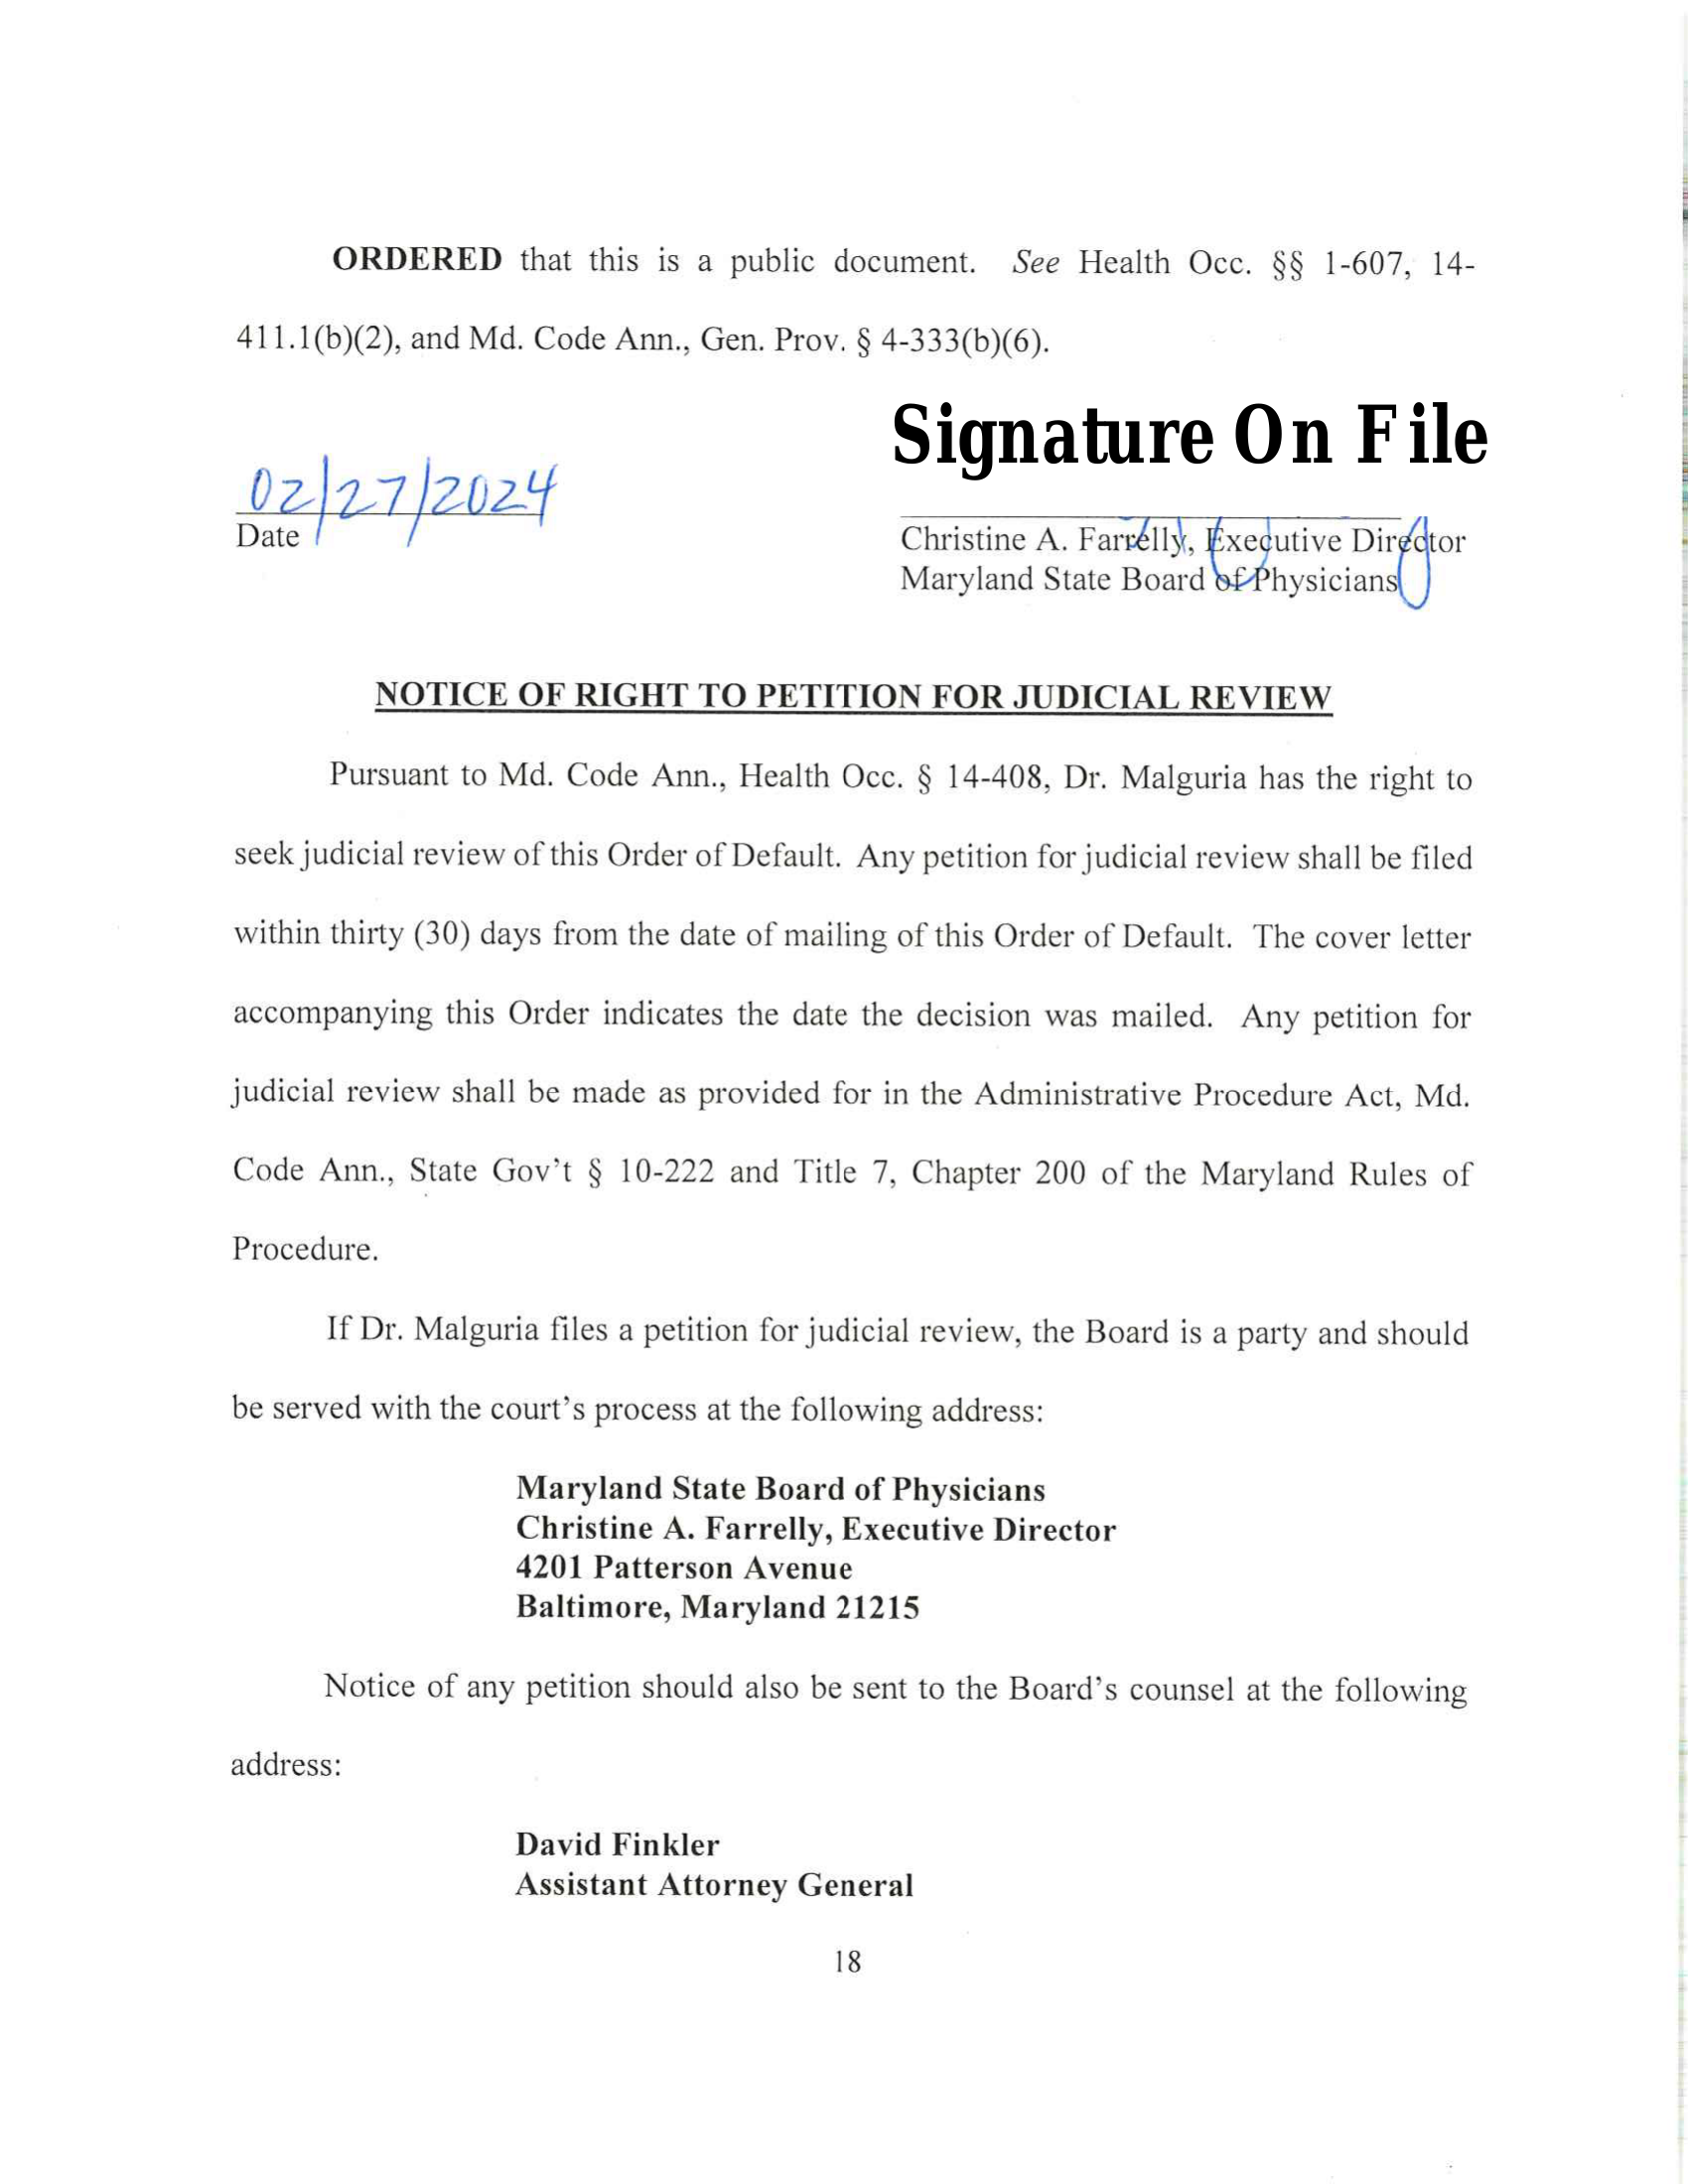 ORDERED that this is a public document. See Health Occ. §§ 1-607, 14-
411.1(b)(2), and Md. Code Ann., Gen. Prov. § 4-333(b)(6).
Signature On File
02/27/2024
Date
Christine A. Farrelly, Executive Director
Maryland State Board of Physicians
NOTICE OF RIGHT TO PETITION FOR JUDICIAL REVIEW
Pursuant to Md. Code Ann., Health Occ. § 14-408, Dr. Malguria has the right to
seek judicial review of this Order of Default. Any petition for judicial review shall be filed
within thirty (30) days from the date of mailing of this Order of Default. The cover letter
accompanying this Order indicates the date the decision was mailed. Any petition for
judicial review shall be made as provided for in the Administrative Procedure Act, Md.
Code Ann., State Gov't § 10-222 and Title 7, Chapter 200 of the Maryland Rules of
Procedure.
If Dr. Malguria files a petition for judicial review, the Board is a party and should
be served with the court's process at the following address:
Maryland State Board of Physicians
Christine A. Farrelly, Executive Director
4201 Patterson Avenue
Baltimore, Maryland 21215
Notice of any petition should also be sent to the Board's counsel at the following
address:
David Finkler
Assistant Attorney General
18